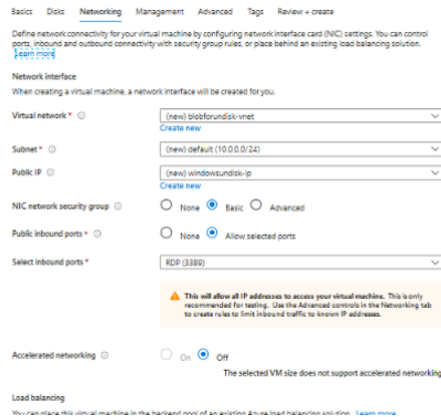 Basics Disks Networking Management Advanced Tags Review + create
Define network connectivity for your virtual machine by configuring network interface card (NIC) settings. You can control
ports, inbound and outbound connectivity with security group rules, or place behind an existing load balancing solution.
Learn more
Network interface
When creating a virtual machine, a network interface will be created for you.
Virtual network * (new) blobforundisk-vnet
Create new
Subnet * (new) default (10.0.0.0/24)
Public IP (new) windowsundisk-ip
Create new
NIC network security group None Basic Advanced
Public inbound ports * None Allow selected ports
Select inbound ports * RDP (3389)
This will allow all IP addresses to access your virtual machine. This is only
recommended for testing. Use the Advanced controls in the Networking tab
to create rules to limit inbound traffic to known IP addresses.
Accelerated networking On Off
The selected VM size does not support accelerated networking
Load balancing
You can place this virtual machine in the backend pool of an existing Azure load balancing solution. Learn more